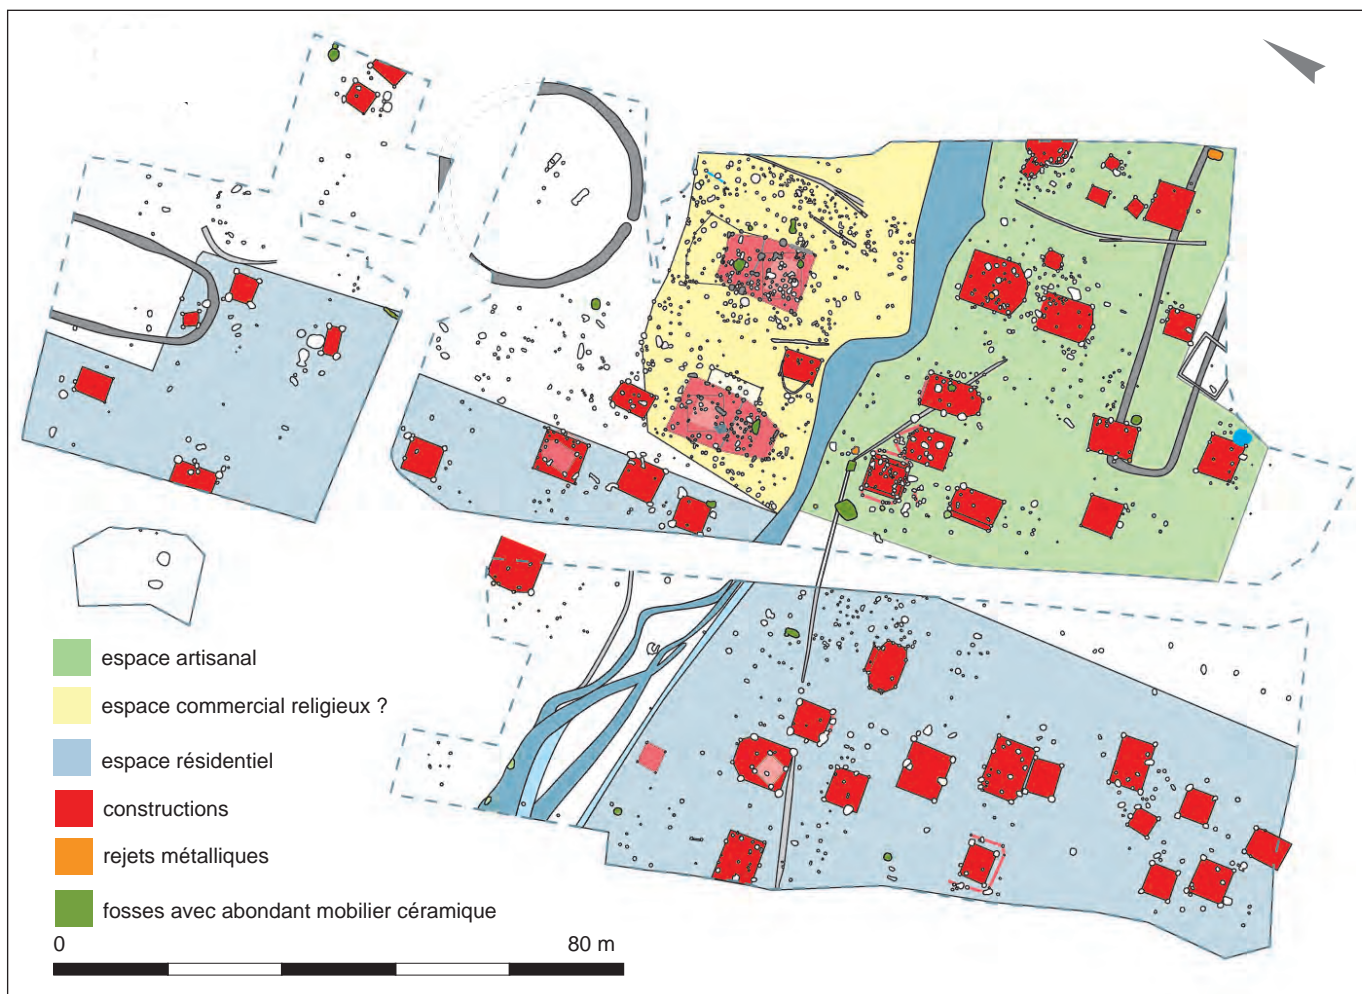 espace artisanal
espace commercial religieux ?
espace résidentiel
constructions
rejets métalliques
fosses avec abondant mobilier céramique
0 80 m